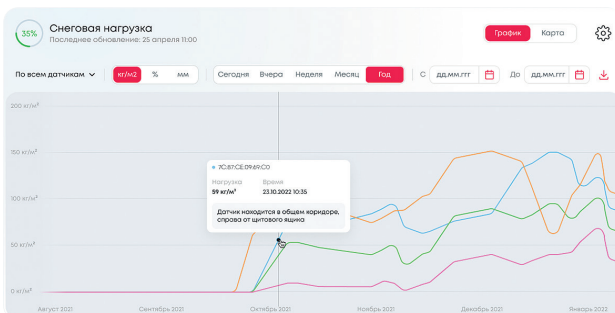 35%
Снеговая нагрузка
Последнее обновление: 25 апреля 11:00
График Карта
По всем датчикам кг/м2 % мм Сегодня Вчера Неделя Месяц Год С дд.мм.ггг До дд.мм.ггг
200 кг/м²
150 кг/м²
100 кг/м²
50 кг/м²
0 кг/м²
7C:87:CE:09:69:C0
Нагрузка Время
59 кг/м² 23.10.2022 10:35
Датчик находится в общем коридоре,
справа от щитового ящика
Август 2021 Сентябрь 2021 Октябрь 2021 Ноябрь 2021 Декабрь 2021 Январь 2022